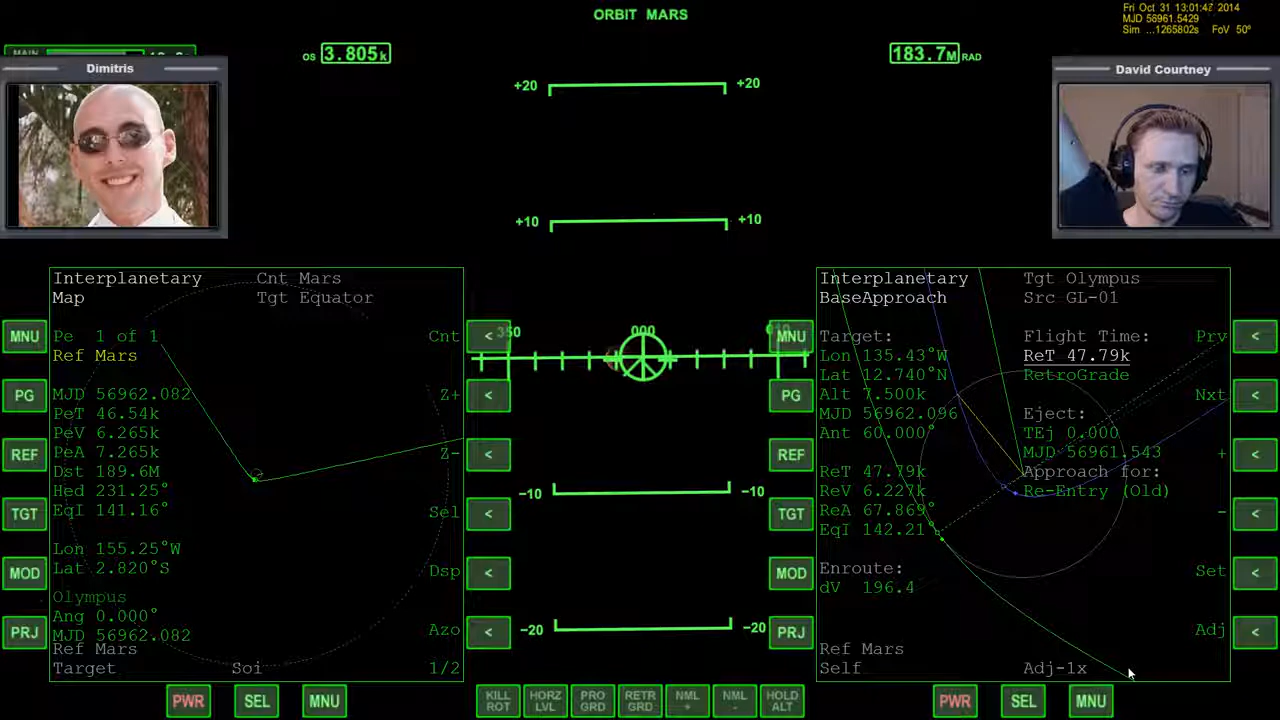 ORBIT MARS
Fri Oct 31 13:01:47 2014
MJD 56961.5429
Sim ...1265802s FoV 50°
MAIN
OS 3.805k
183.7M RAD
Dimitris
David Courtney
+20 +20
+10 +10
350 000
-10 -10
-20 -20
Interplanetary Cnt Mars
Map Tgt Equator
Pe 1 of 1
Ref Mars
MJD 56962.082
PeT 46.54k
PeV 6.265k
PeA 7.265k
Dst 189.6M
Hed 231.25°
EqI 141.16°
Lon 155.25°W
Lat 2.820°S
Olympus
Ang 0.000°
MJD 56962.082
Ref Mars
Target Soi 1/2
MNU
PG
REF
TGT
MOD
PRJ
Cnt <
Z+ <
Z- <
Sel <
Dsp <
Azo <
PWR SEL MNU
KILL ROT
HORZ LVL
PRO GRD
RETR GRD
NML +
NML -
HOLD ALT
Interplanetary Tgt Olympus
BaseApproach Src GL-01
Target: Flight Time:
Lon 135.43°W ReT 47.79k
Lat 12.740°N RetroGrade
Alt 7.500k
MJD 56962.096 Eject:
Ant 60.000° TEj 0.000
MJD 56961.543
ReT 47.79k Approach for:
ReV 6.227k Re-Entry (Old)
ReA 67.869°
EqI 142.21°
Enroute:
dV 196.4
Ref Mars
Self Adj-1x
MNU
PG
REF
TGT
MOD
PRJ
Prv <
Nxt <
+ <
- <
Set <
Adj <
PWR SEL MNU